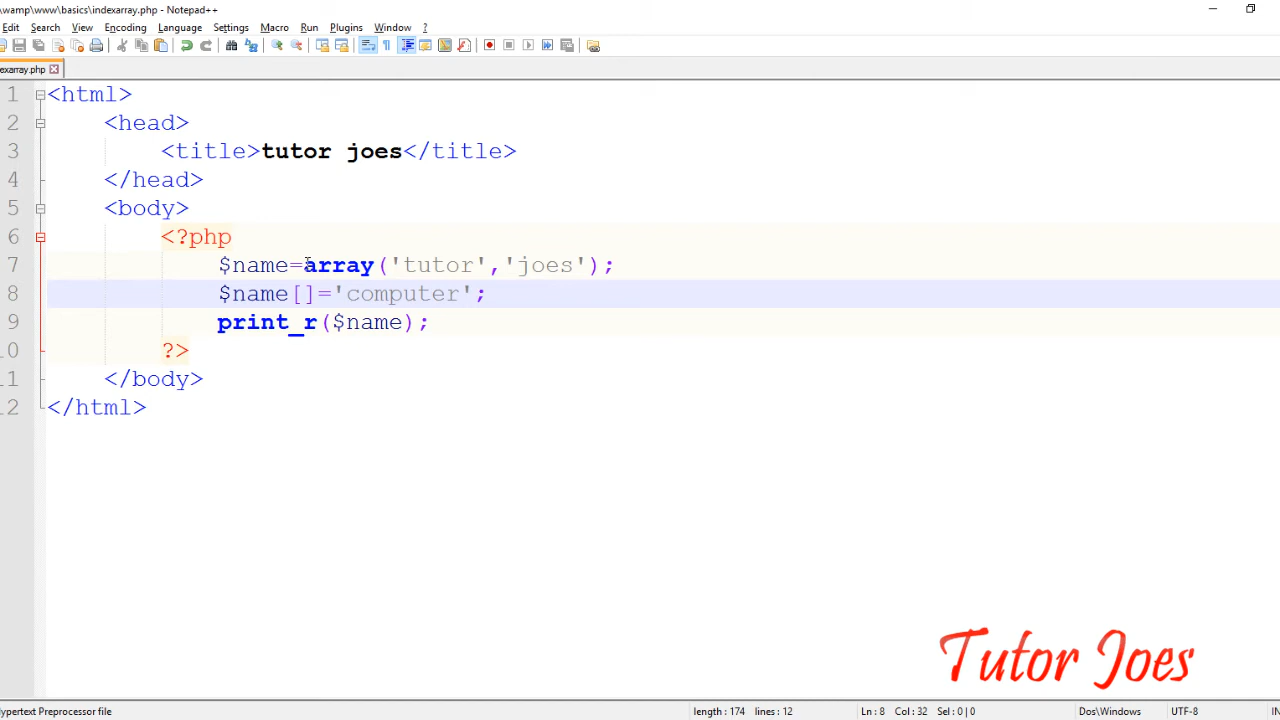 \wamp\www\basics\indexarray.php - Notepad++
Edit Search View Encoding Language Settings Macro Run Plugins Window ?
exarray.php
1 <html>
2 <head>
3 <title>tutor joes</title>
4 </head>
5 <body>
6 <?php
7 $name=array('tutor','joes');
8 $name[]='computer';
9 print_r($name);
10 ?>
11 </body>
12 </html>
Tutor Joes
ypertext Preprocessor file length : 174 lines : 12 Ln : 8 Col : 32 Sel : 0 | 0 Dos\Windows UTF-8 IN